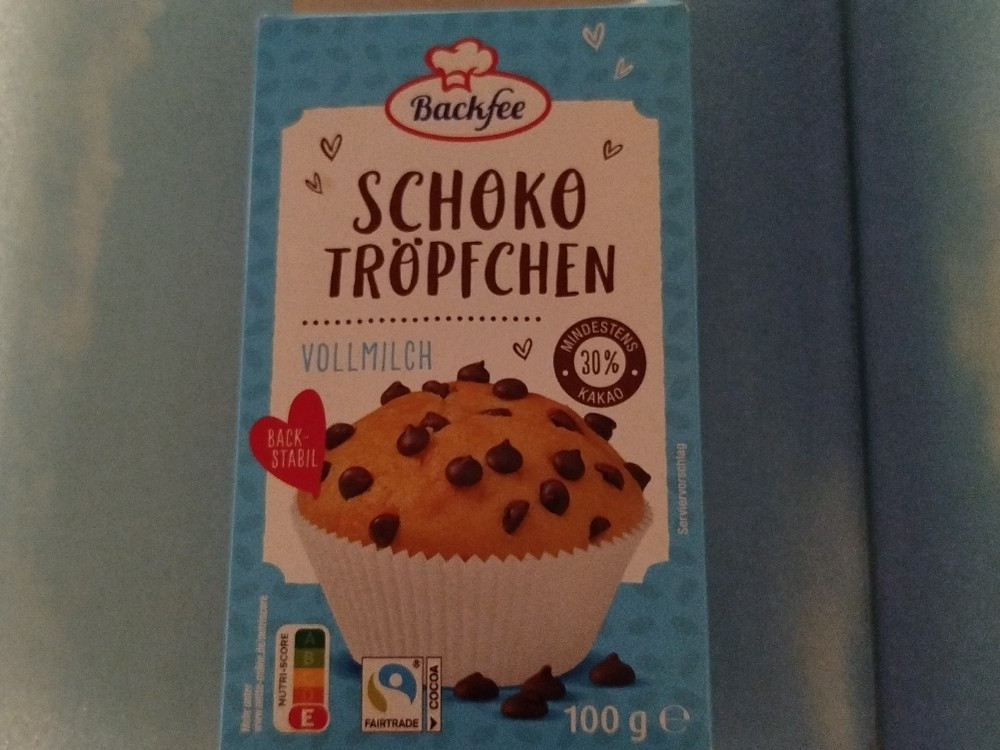 Backfee
SCHOKO
TRÖPFCHEN
VOLLMILCH
MINDESTENS
30%
KAKAO
BACK-
STABIL
Serviervorschlag
NUTRI-SCORE
A
B
D
E
FAIRTRADE
®
COCOA
100 g ℮